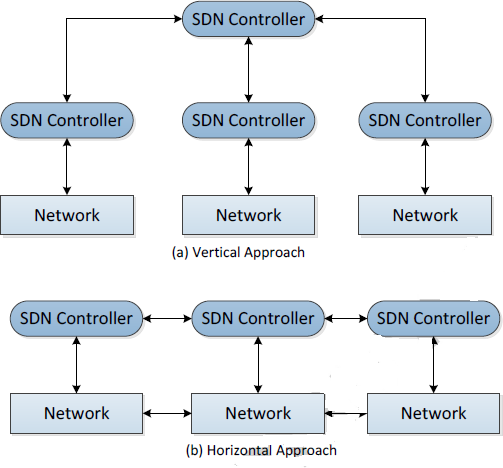 SDN Controller
SDN Controller
SDN Controller
SDN Controller
Network
Network
Network
(a) Vertical Approach
SDN Controller
SDN Controller
SDN Controller
Network
Network
Network
(b) Horizontal Approach